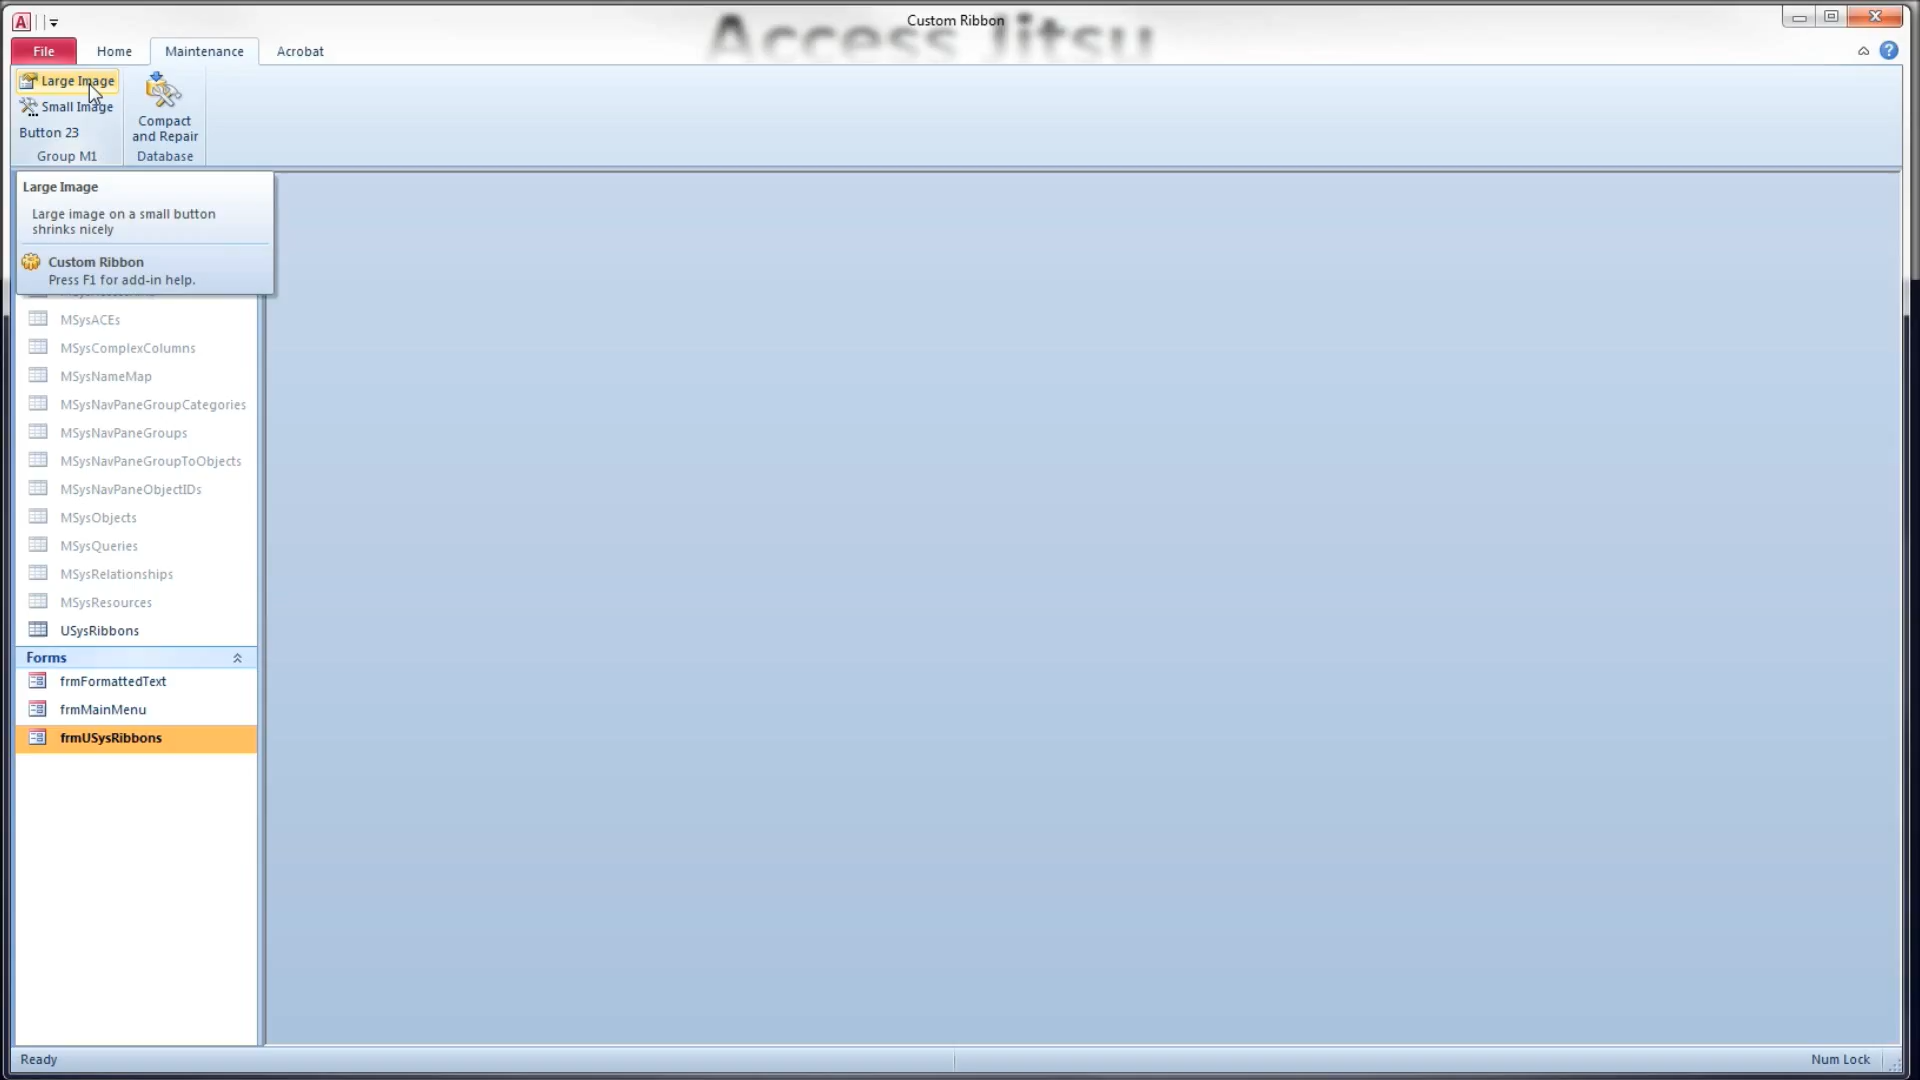 Custom Ribbon
Access Jitsu
File Home Maintenance Acrobat
Large Image
Small Image
Button 23
Group M1
Compact
and Repair
Database
Large Image
Large image on a small button
shrinks nicely
Custom Ribbon
Press F1 for add-in help.
MSysACEs
MSysComplexColumns
MSysNameMap
MSysNavPaneGroupCategories
MSysNavPaneGroups
MSysNavPaneGroupToObjects
MSysNavPaneObjectIDs
MSysObjects
MSysQueries
MSysRelationships
MSysResources
USysRibbons
Forms
frmFormattedText
frmMainMenu
frmUSysRibbons
Ready
Num Lock